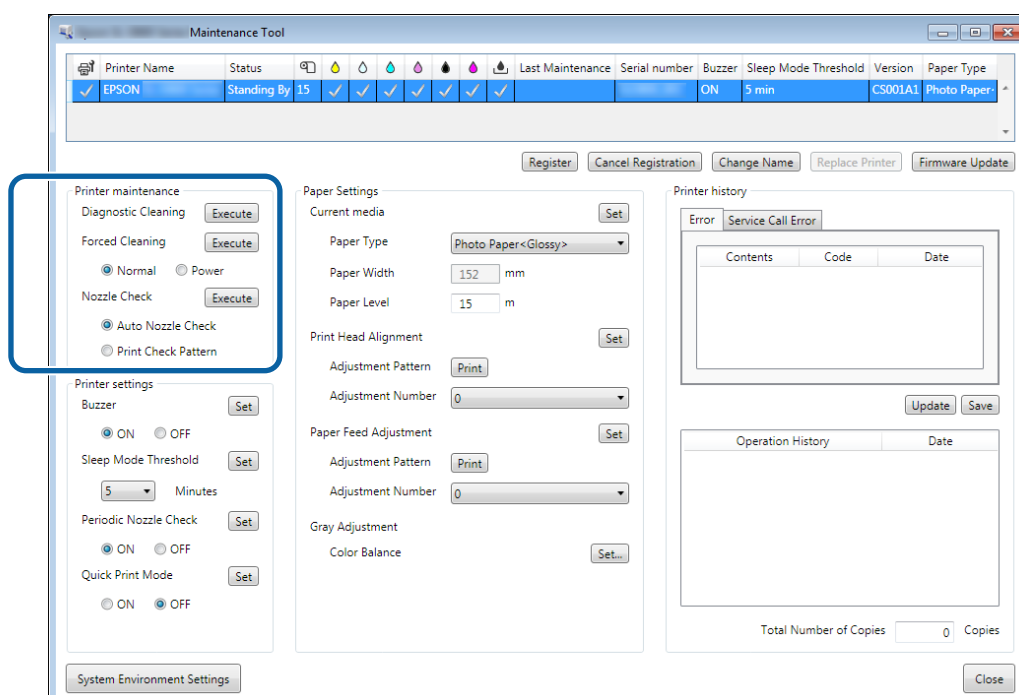 Maintenance Tool
Printer Name Status Last Maintenance Serial number Buzzer Sleep Mode Threshold Version Paper Type
EPSON Standing By 15 ON 5 min CS001A1 Photo Paper-
Register Cancel Registration Change Name Replace Printer Firmware Update
Printer maintenance
Diagnostic Cleaning Execute
Forced Cleaning Execute
Normal Power
Nozzle Check Execute
Auto Nozzle Check
Print Check Pattern
Printer settings
Buzzer Set
ON OFF
Sleep Mode Threshold Set
5 Minutes
Periodic Nozzle Check Set
ON OFF
Quick Print Mode Set
ON OFF
Paper Settings
Current media Set
Paper Type Photo Paper<Glossy>
Paper Width 152 mm
Paper Level 15 m
Print Head Alignment Set
Adjustment Pattern Print
Adjustment Number 0
Paper Feed Adjustment Set
Adjustment Pattern Print
Adjustment Number 0
Gray Adjustment
Color Balance Set...
Printer history
Error Service Call Error
Contents Code Date
Update Save
Operation History Date
Total Number of Copies 0 Copies
System Environment Settings Close